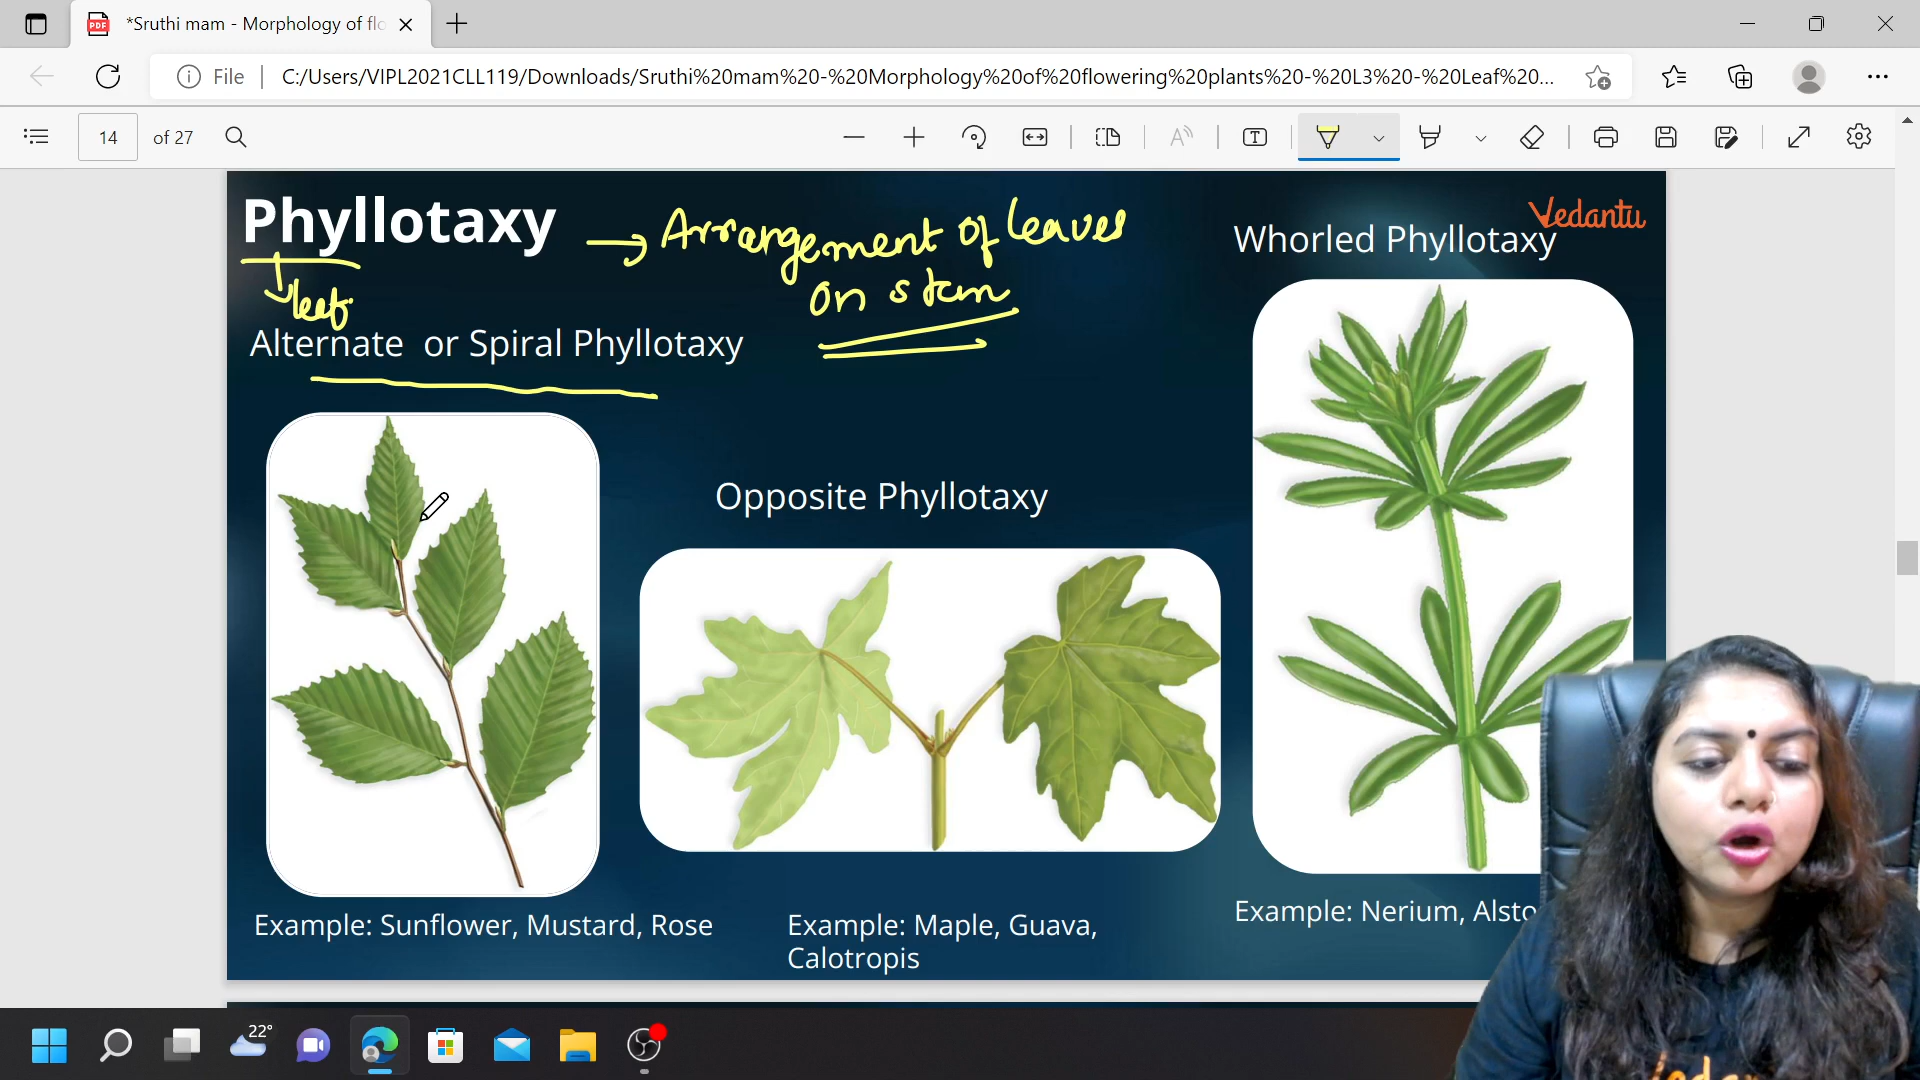 *Sruthi mam - Morphology of flo
File
C:/Users/VIPL2021CLL119/Downloads/Sruthi%20mam%20-%20Morphology%20of%20flowering%20plants%20-%20L3%20-%20Leaf%20...
14 of 27
Phyllotaxy → Arrangement of leaves
on stem
leaf
Vedantu
Whorled Phyllotaxy
Alternate or Spiral Phyllotaxy
Opposite Phyllotaxy
Example: Sunflower, Mustard, Rose
Example: Maple, Guava,
Calotropis
Example: Nerium, Alsto
22°